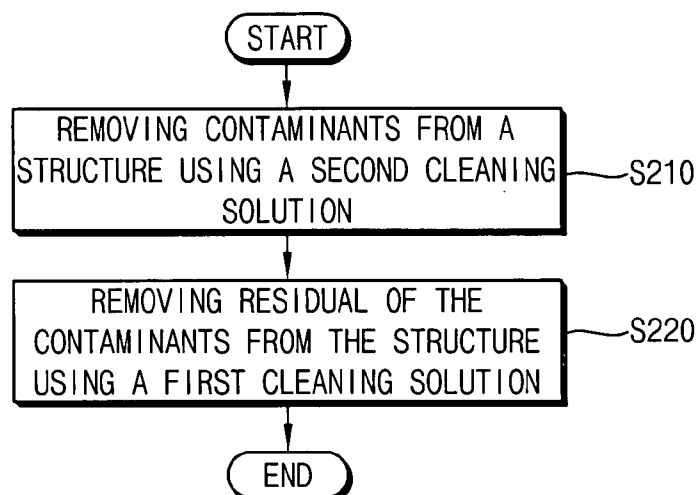 START
REMOVING CONTAMINANTS FROM A
STRUCTURE USING A SECOND CLEANING
SOLUTION
S210
REMOVING RESIDUAL OF THE
CONTAMINANTS FROM THE STRUCTURE
USING A FIRST CLEANING SOLUTION
S220
END